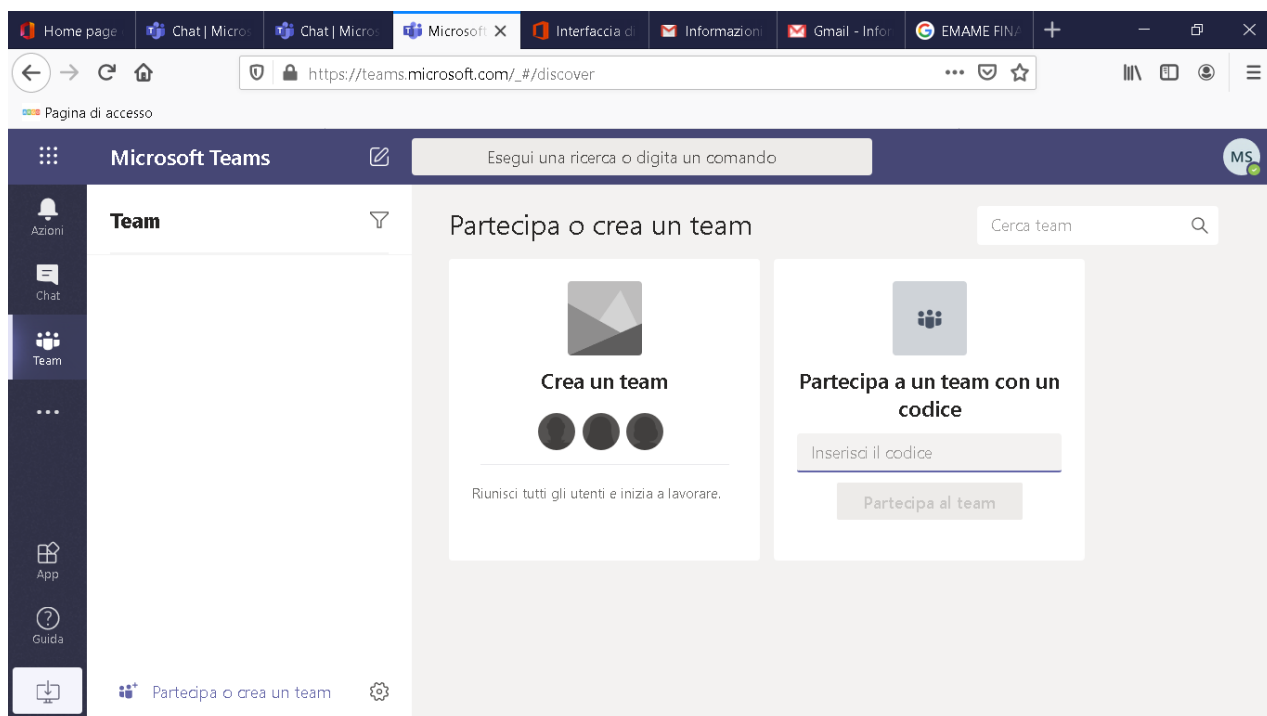 Home page
Chat | Micros
Chat | Micros
Microsoft
Interfaccia di
Informazioni
Gmail - Infor
EMAME FINA
https://teams.microsoft.com/_#/discover
Pagina di accesso
Microsoft Teams
Esegui una ricerca o digita un comando
MS
Azioni
Chat
Team
App
Guida
Team
Partecipa o crea un team
Partecipa o crea un team
Cerca team
Crea un team
Riunisci tutti gli utenti e inizia a lavorare.
Partecipa a un team con un
codice
Inserisci il codice
Partecipa al team